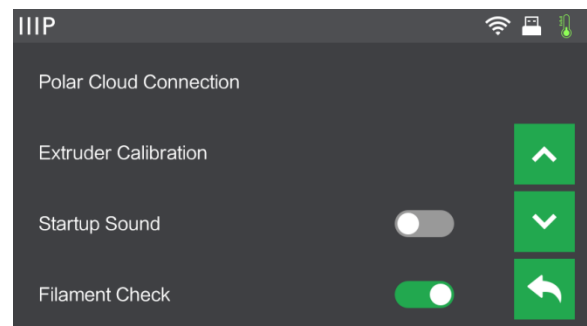 IIIP
Polar Cloud Connection
Extruder Calibration
Startup Sound
Filament Check